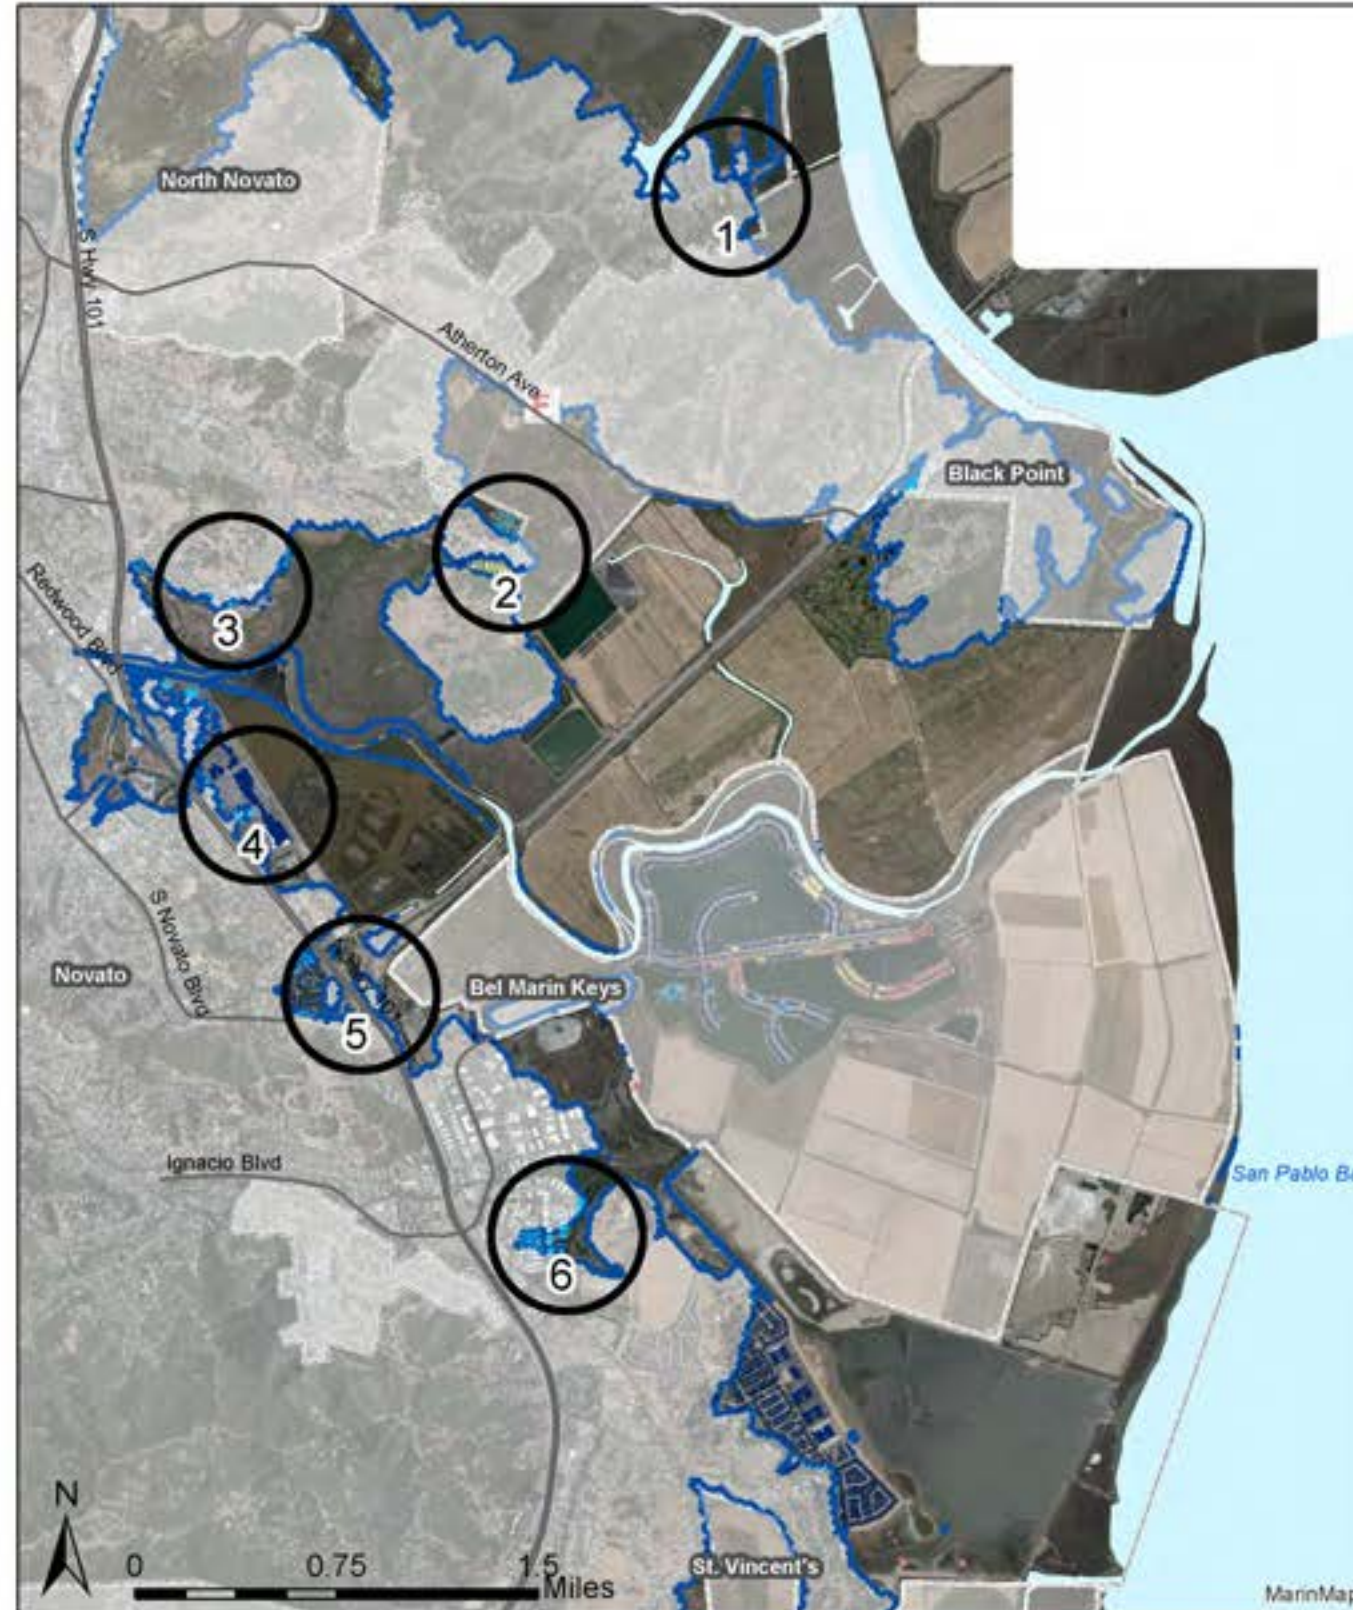 North Novato
1
S Hwy 101
Atherton Ave
Black Point
2
3
Redwood Blvd
4
S Novato Blvd
Novato
5
Bel Marin Keys
Ignacio Blvd
San Pablo Ba
6
N
0 0.75 1.5
Miles
St. Vincent's
MarinMap